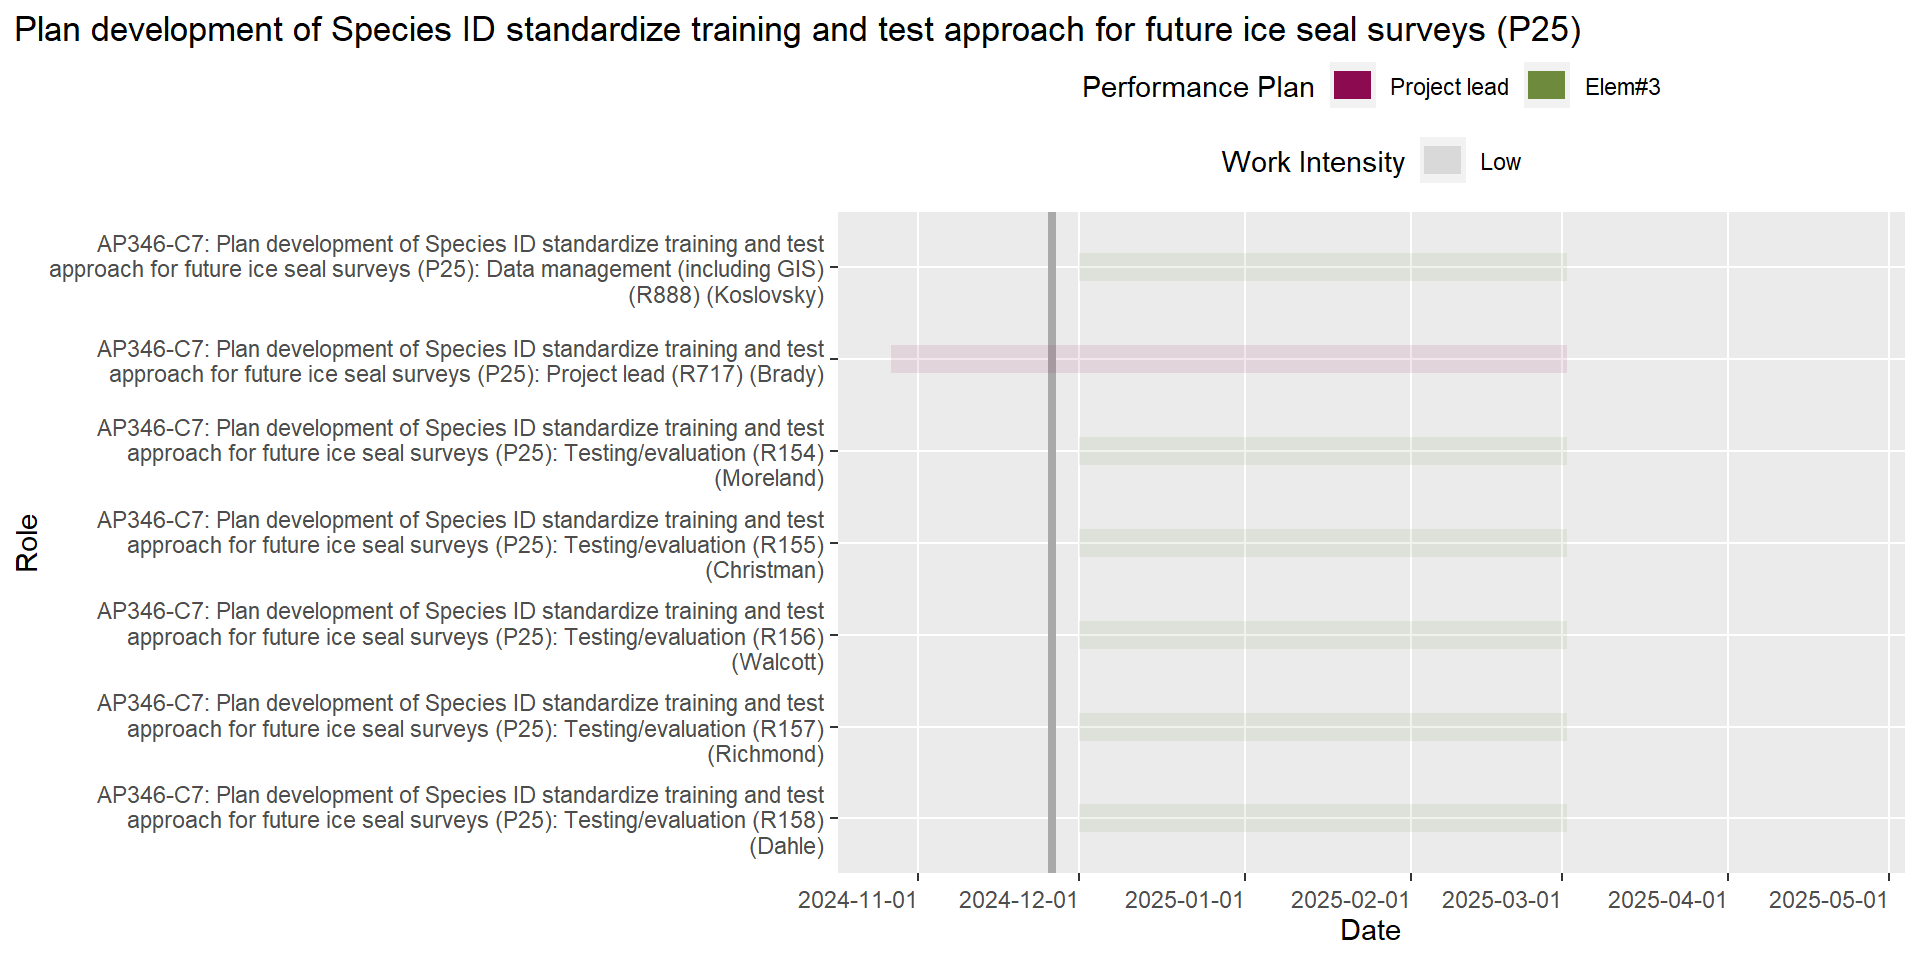 Plan development of Species ID standardize training and test approach for future ice seal surveys (P25)
Performance Plan Project lead Elem#3
Work Intensity Low
AP346-C7: Plan development of Species ID standardize training and test
approach for future ice seal surveys (P25): Data management (including GIS)
(R888) (Koslovsky)
AP346-C7: Plan development of Species ID standardize training and test
approach for future ice seal surveys (P25): Project lead (R717) (Brady)
AP346-C7: Plan development of Species ID standardize training and test
approach for future ice seal surveys (P25): Testing/evaluation (R154)
(Moreland)
AP346-C7: Plan development of Species ID standardize training and test
approach for future ice seal surveys (P25): Testing/evaluation (R155)
(Christman)
AP346-C7: Plan development of Species ID standardize training and test
approach for future ice seal surveys (P25): Testing/evaluation (R156)
(Walcott)
AP346-C7: Plan development of Species ID standardize training and test
approach for future ice seal surveys (P25): Testing/evaluation (R157)
(Richmond)
AP346-C7: Plan development of Species ID standardize training and test
approach for future ice seal surveys (P25): Testing/evaluation (R158)
(Dahle)
Role
2024-11-01 2024-12-01 2025-01-01 2025-02-01 2025-03-01 2025-04-01 2025-05-01
Date